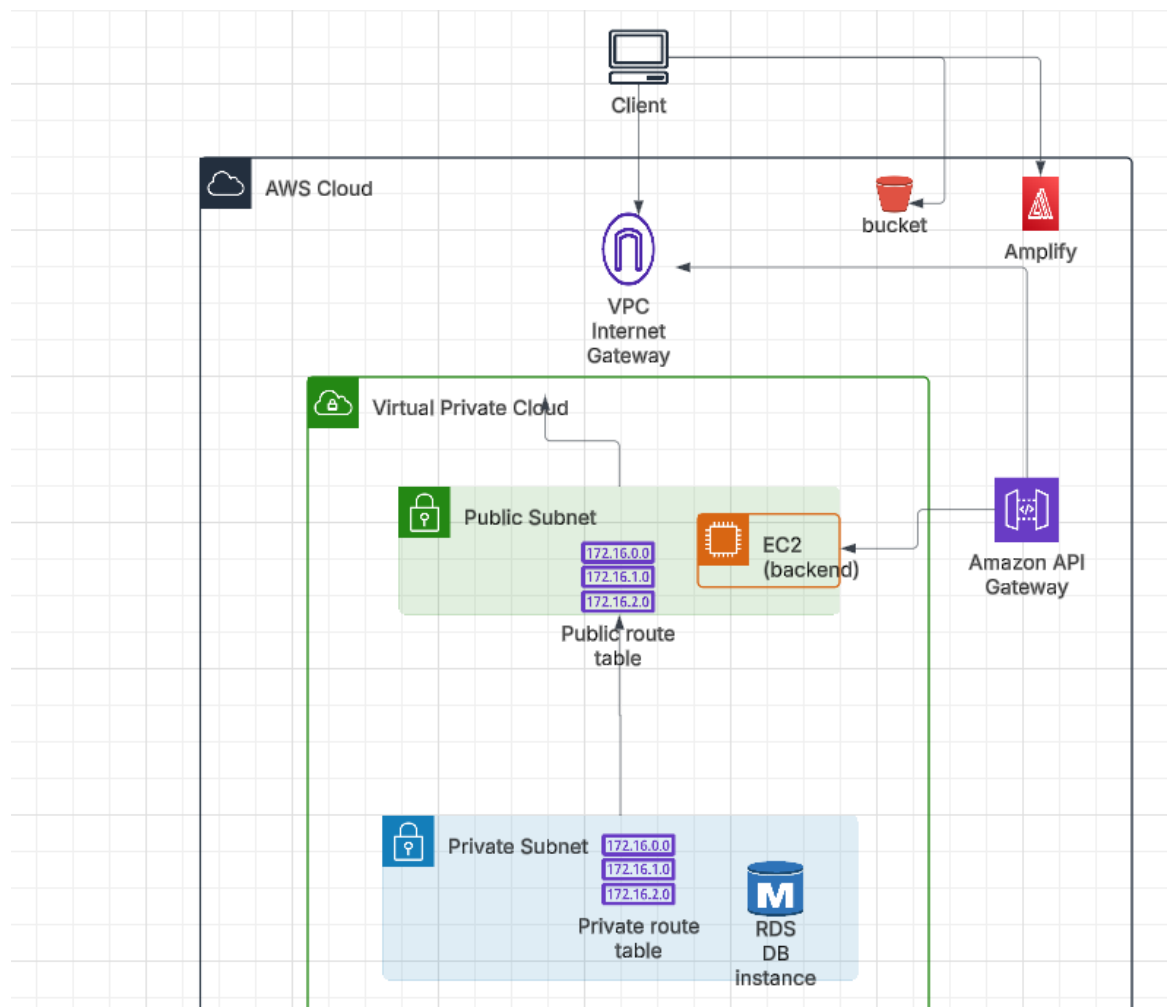 Client
AWS Cloud
bucket
Amplify
VPC
Internet
Gateway
Virtual Private Cloud
Public Subnet
172.16.0.0
172.16.1.0
172.16.2.0
Public route
table
EC2
(backend)
Amazon API
Gateway
Private Subnet
172.16.0.0
172.16.1.0
172.16.2.0
Private route
table
M
RDS
DB
instance